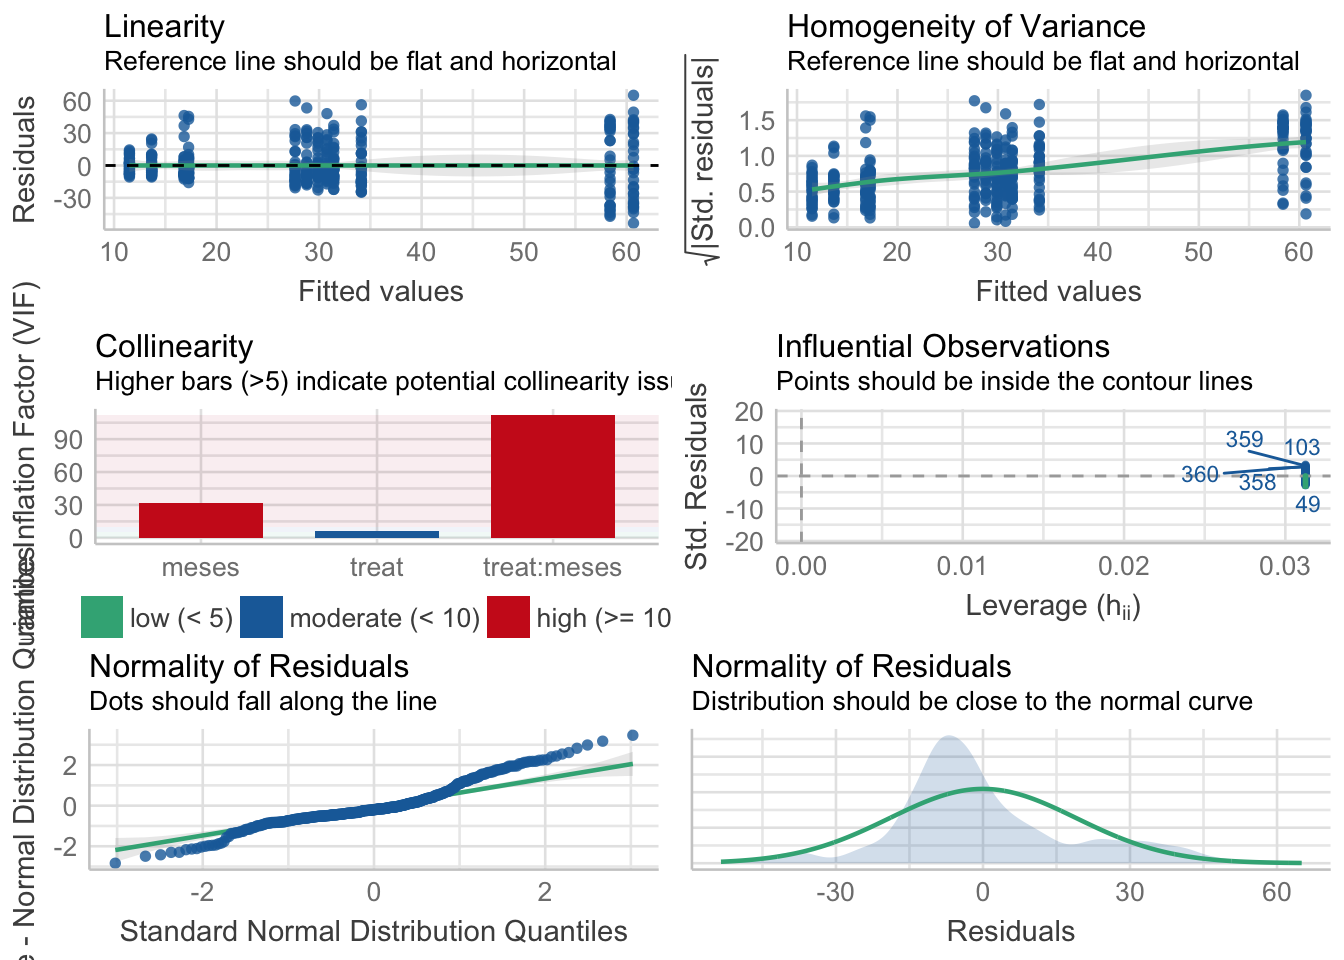 Linearity
Reference line should be flat and horizontal
Residuals
60
30
0
-30
10
20
30
40
50
60
Fitted values
Homogeneity of Variance
Reference line should be flat and horizontal
√|Std. residuals|
1.5
1.0
0.5
0.0
10
20
30
40
50
60
Fitted values
Collinearity
Higher bars (>5) indicate potential collinearity issu
Inflation Factor (VIF)
90
60
30
0
meses
treat
treat:meses
low (< 5)
moderate (< 10)
high (>= 10
Influential Observations
Points should be inside the contour lines
Std. Residuals
20
10
0
-10
-20
359
103
360
358
49
0.00
0.01
0.02
0.03
Leverage (hii)
Normality of Residuals
Dots should fall along the line
e - Normal Distribution
2
0
-2
-2
0
2
Standard Normal Distribution Quantiles
Normality of Residuals
Distribution should be close to the normal curve
-30
0
30
60
Residuals